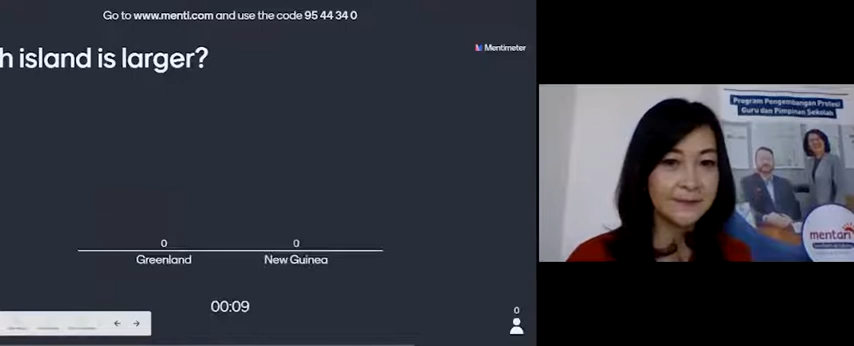 Go to www.menti.com and use the code 95 44 34 0
h island is larger?
Mentimeter
0
0
Greenland
New Guinea
00:09
0
Program Pengembangan Profesi
Guru dan Pimpinan Sekolah
mentari